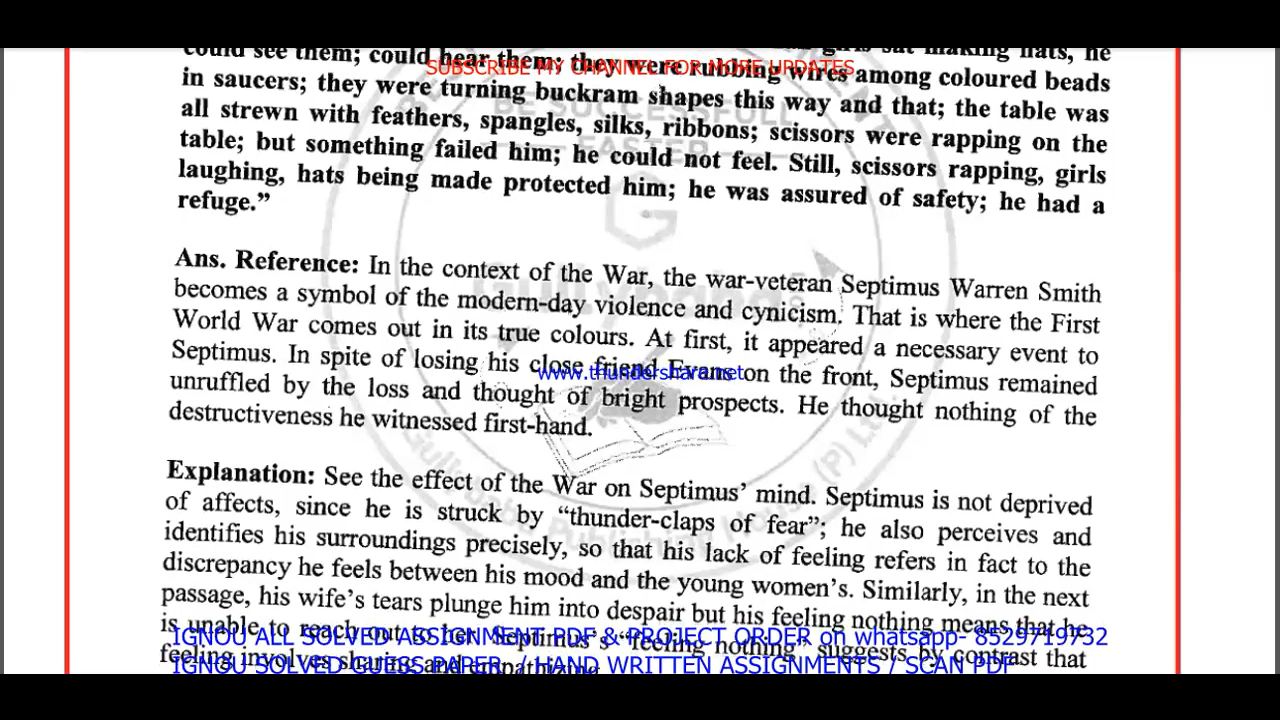 could see them; could hear them; they were rubbing wires among coloured beads
SUBSCRIBE MY CHANNEL FOR MORE UPDATES
in saucers; they were turning buckram shapes this way and that; the table was
all strewn with feathers, spangles, silks, ribbons; scissors were rapping on the
table; but something failed him; he could not feel. Still, scissors rapping, girls
laughing, hats being made protected him; he was assured of safety; he had a
refuge.”
Ans. Reference: In the context of the War, the war-veteran Septimus Warren Smith
becomes a symbol of the modern-day violence and cynicism. That is where the First
World War comes out in its true colours. At first, it appeared a necessary event to
Septimus. In spite of losing his close friend Evans on the front, Septimus remained
www.thundershare.net
unruffled by the loss and thought of bright prospects. He thought nothing of the
destructiveness he witnessed first-hand.
Explanation: See the effect of the War on Septimus’ mind. Septimus is not deprived
of affects, since he is struck by “thunder-claps of fear”; he also perceives and
identifies his surroundings precisely, so that his lack of feeling refers in fact to the
discrepancy he feels between his mood and the young women’s. Similarly, in the next
passage, his wife’s tears plunge him into despair but his feeling nothing means that he
is unable to reach out to her. Septimus’s “feeling nothing” suggests by contrast that
IGNOU ALL SOLVED ASSIGNMENT PDF & PROJECT ORDER on whatsapp- 8529719732
feeling involves sharing and empathizing
IGNOU SOLVED GUESS PAPER / HAND WRITTEN ASSIGNMENTS / SCAN PDF
BE SUCCESSFULL
EASTER